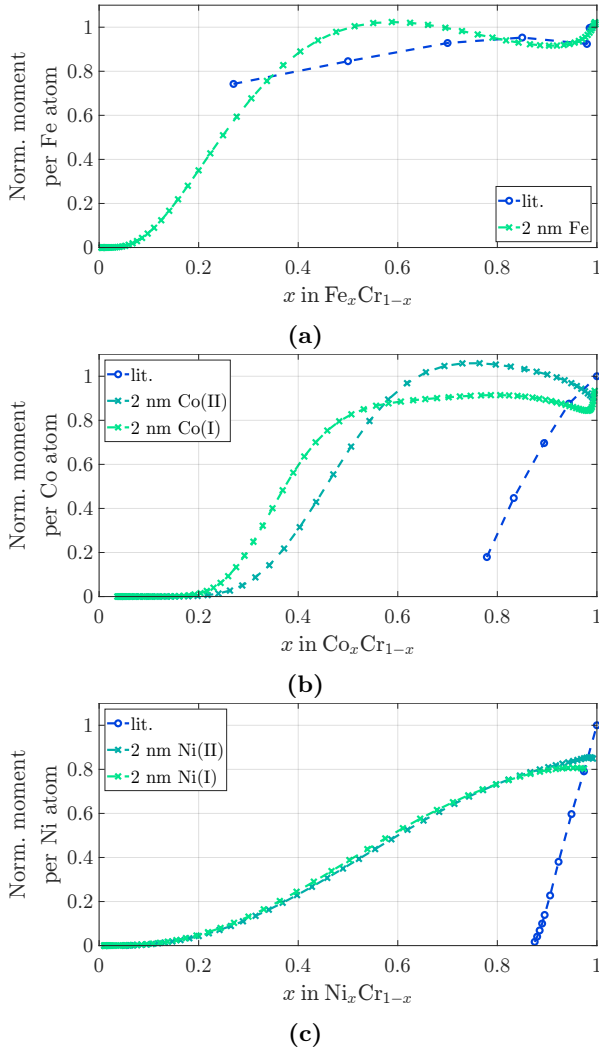 1
0.8
0.6
0.4
0.2
0
Norm. moment
per Fe atom
lit.
2 nm Fe
0 0.2 0.4 0.6 0.8 1
x in FeₓCr₁₋ₓ
(a)
1
0.8
0.6
0.4
0.2
0
Norm. moment
per Co atom
lit.
2 nm Co(II)
2 nm Co(I)
0 0.2 0.4 0.6 0.8 1
x in CoₓCr₁₋ₓ
(b)
1
0.8
0.6
0.4
0.2
0
Norm. moment
per Ni atom
lit.
2 nm Ni(II)
2 nm Ni(I)
0 0.2 0.4 0.6 0.8 1
x in NiₓCr₁₋ₓ
(c)